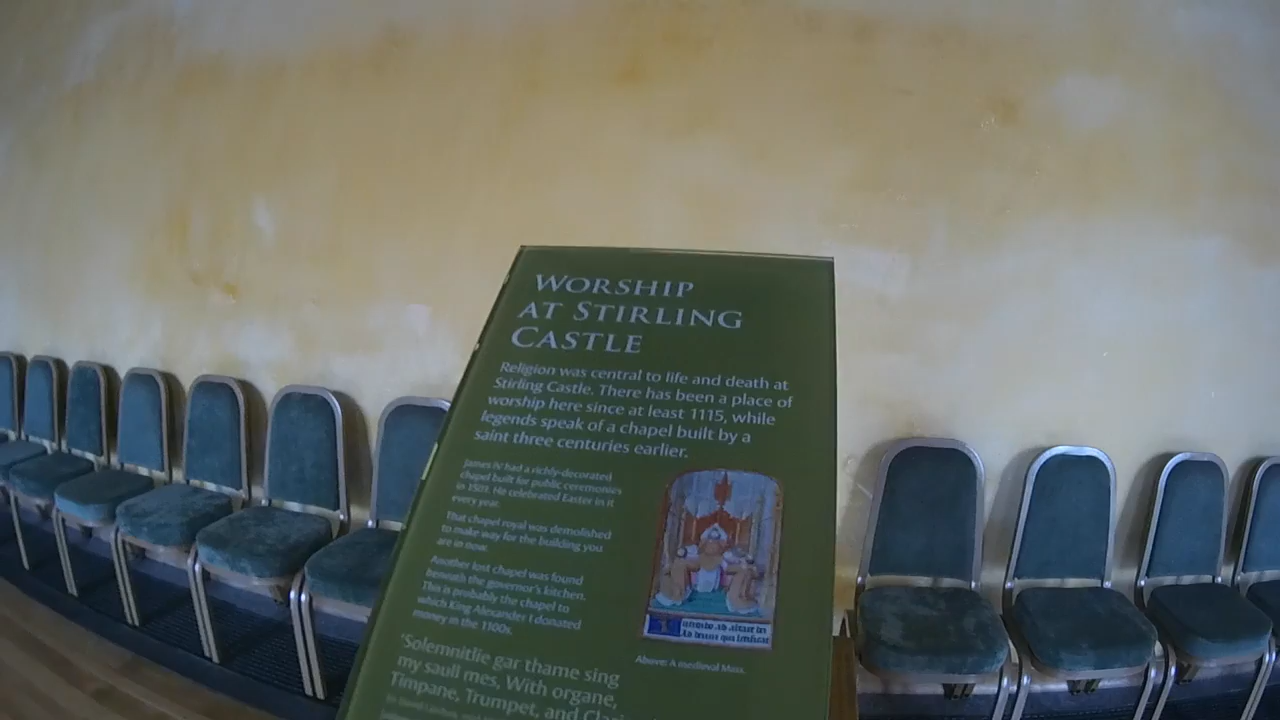 WORSHIP
AT STIRLING
CASTLE
Religion was central to life and death at
Stirling Castle. There has been a place of
worship here since at least 1115, while
legends speak of a chapel built by a
saint three centuries earlier.
James IV had a richly-decorated
chapel built for public ceremonies
in 1501. He celebrated Easter in it
every year.
That chapel royal was demolished
to make way for the building you
are in now.
Another lost chapel was found
beneath the governor's kitchen.
This is probably the chapel to
which King Alexander I donated
money in the 1100s.
Above: A medieval Mass.
'Solemnitlie gar thame sing
my saull mes, With organe,
Timpane, Trumpet, and